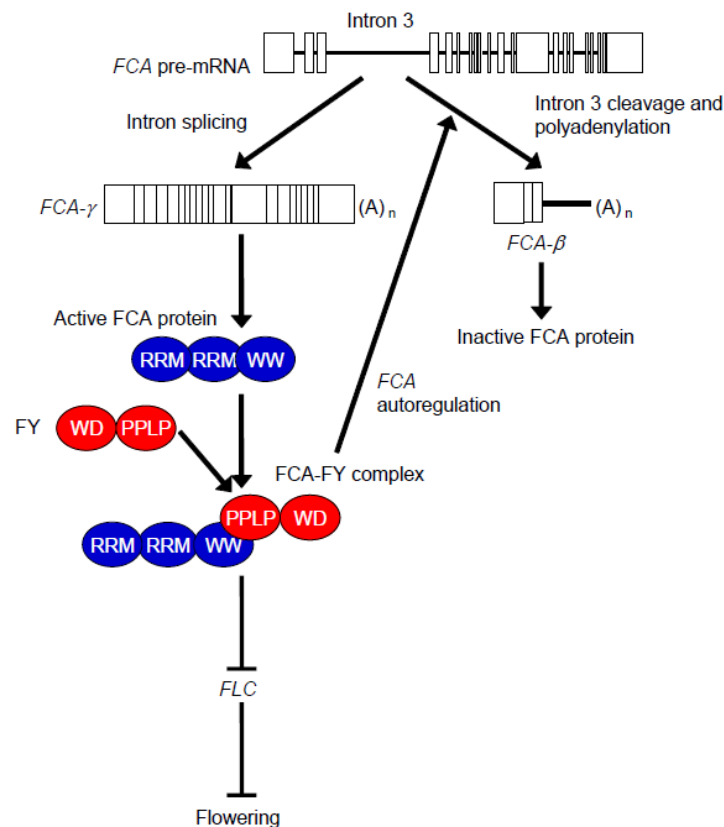 Intron 3
FCA pre-mRNA
Intron splicing
Intron 3 cleavage and
polyadenylation
FCA-γ
(A)n
(A)n
FCA-β
Active FCA protein
Inactive FCA protein
RRM RRM WW
FCA
autoregulation
FY
WD PPLP
FCA-FY complex
PPLP WD
RRM RRM WW
FLC
Flowering